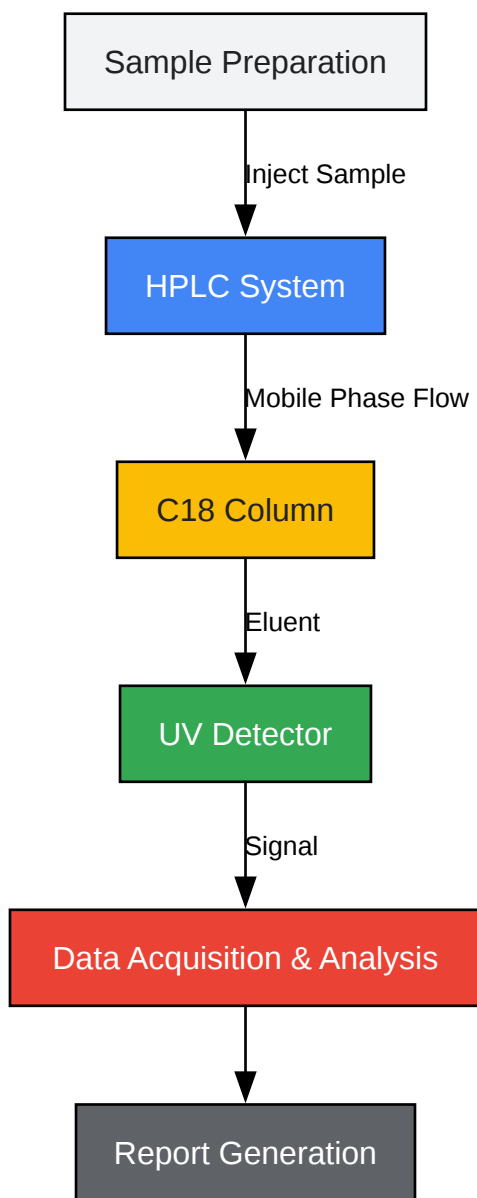 Sample Preparation
Inject Sample
HPLC System
Mobile Phase Flow
C18 Column
Eluent
UV Detector
Signal
Data Acquisition & Analysis
Report Generation